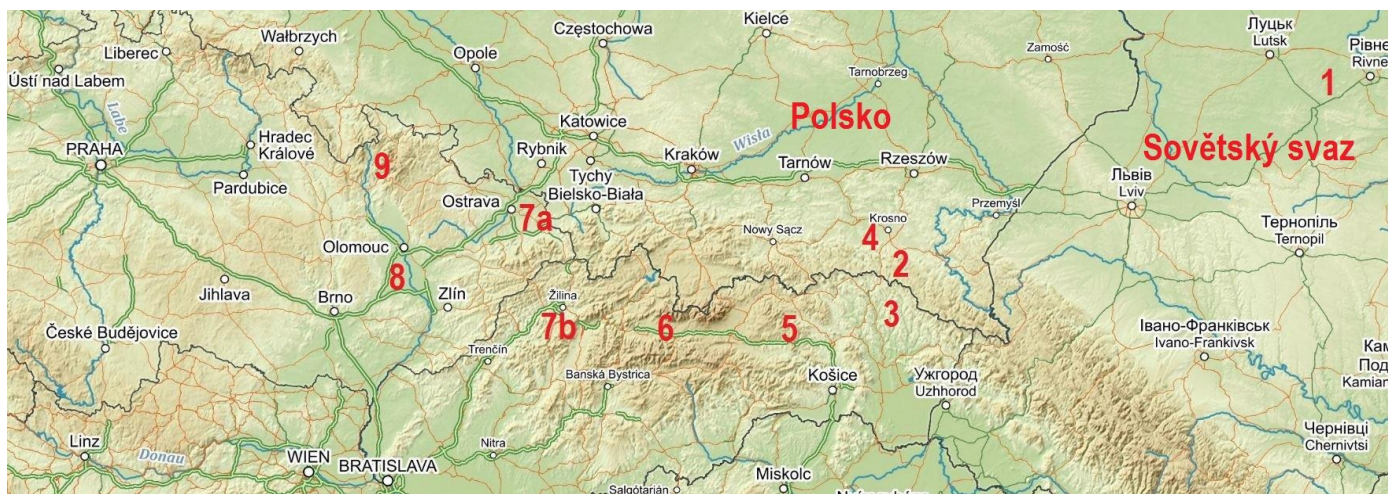 Liberec
Wałbrzych
Częstochowa
Kielce
Zamość
Луцьк
Lutsk
Рівне
Rivne
1
Ústí nad Labem
Opole
Tarnobrzeg
Labe
Polsko
Katowice
Wisła
Hradec
Králové
PRAHA
9
Rybnik
Kraków
Tarnów
Rzeszów
Sovětský svaz
Pardubice
Tychy
Bielsko-Biała
Львів
Lviv
Ostrava
7a
Przemyśl
Krosno
4
Nowy Sącz
Тернопіль
Ternopil
Olomouc
2
8
Jihlava
Zlín
Brno
Žilina
3
České Budějovice
7b
6
5
Івано-Франківськ
Ivano-Frankivsk
Trenčín
Banská Bystrica
Košice
Ужгород
Uzhhorod
Linz
Donau
WIEN
Nitra
BRATISLAVA
Miskolc
Salgótarján
Чернівці
Chernivtsi